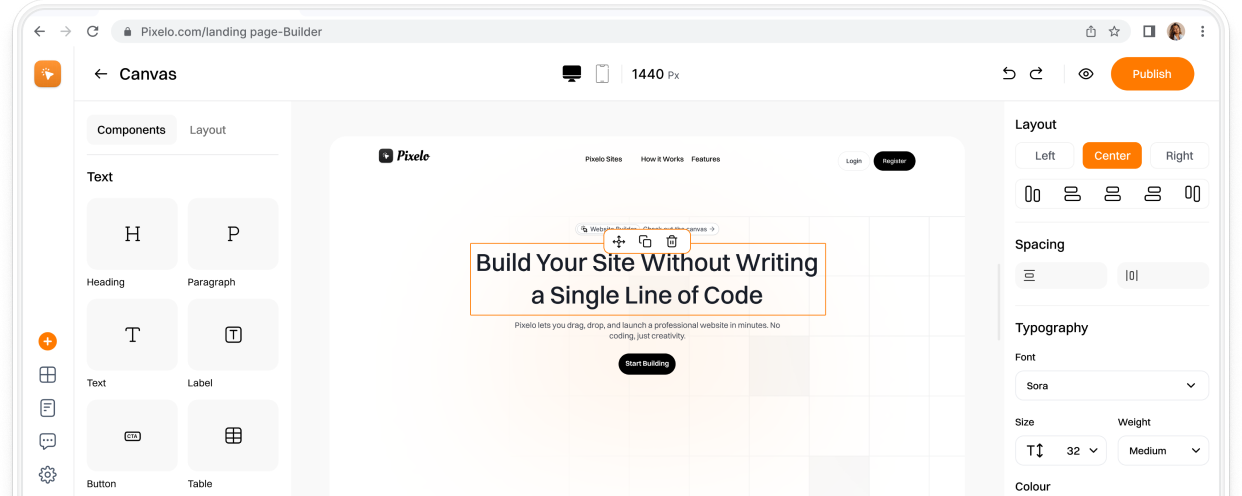 Pixelo.com/landing page-Builder
Canvas
1440 Px
Publish
Components Layout
Text
H P
Heading Paragraph
T T
Text Label
CTA
Button Table
Pixelo
Pixelo Sites How it Works Features
Login Register
Website Builder Check out the canvas →
Build Your Site Without Writing
a Single Line of Code
Pixelo lets you drag, drop, and launch a professional website in minutes. No
coding, just creativity.
Start Building
Layout
Left Center Right
Spacing
Typography
Font
Sora
Size Weight
T 32 Medium
Colour